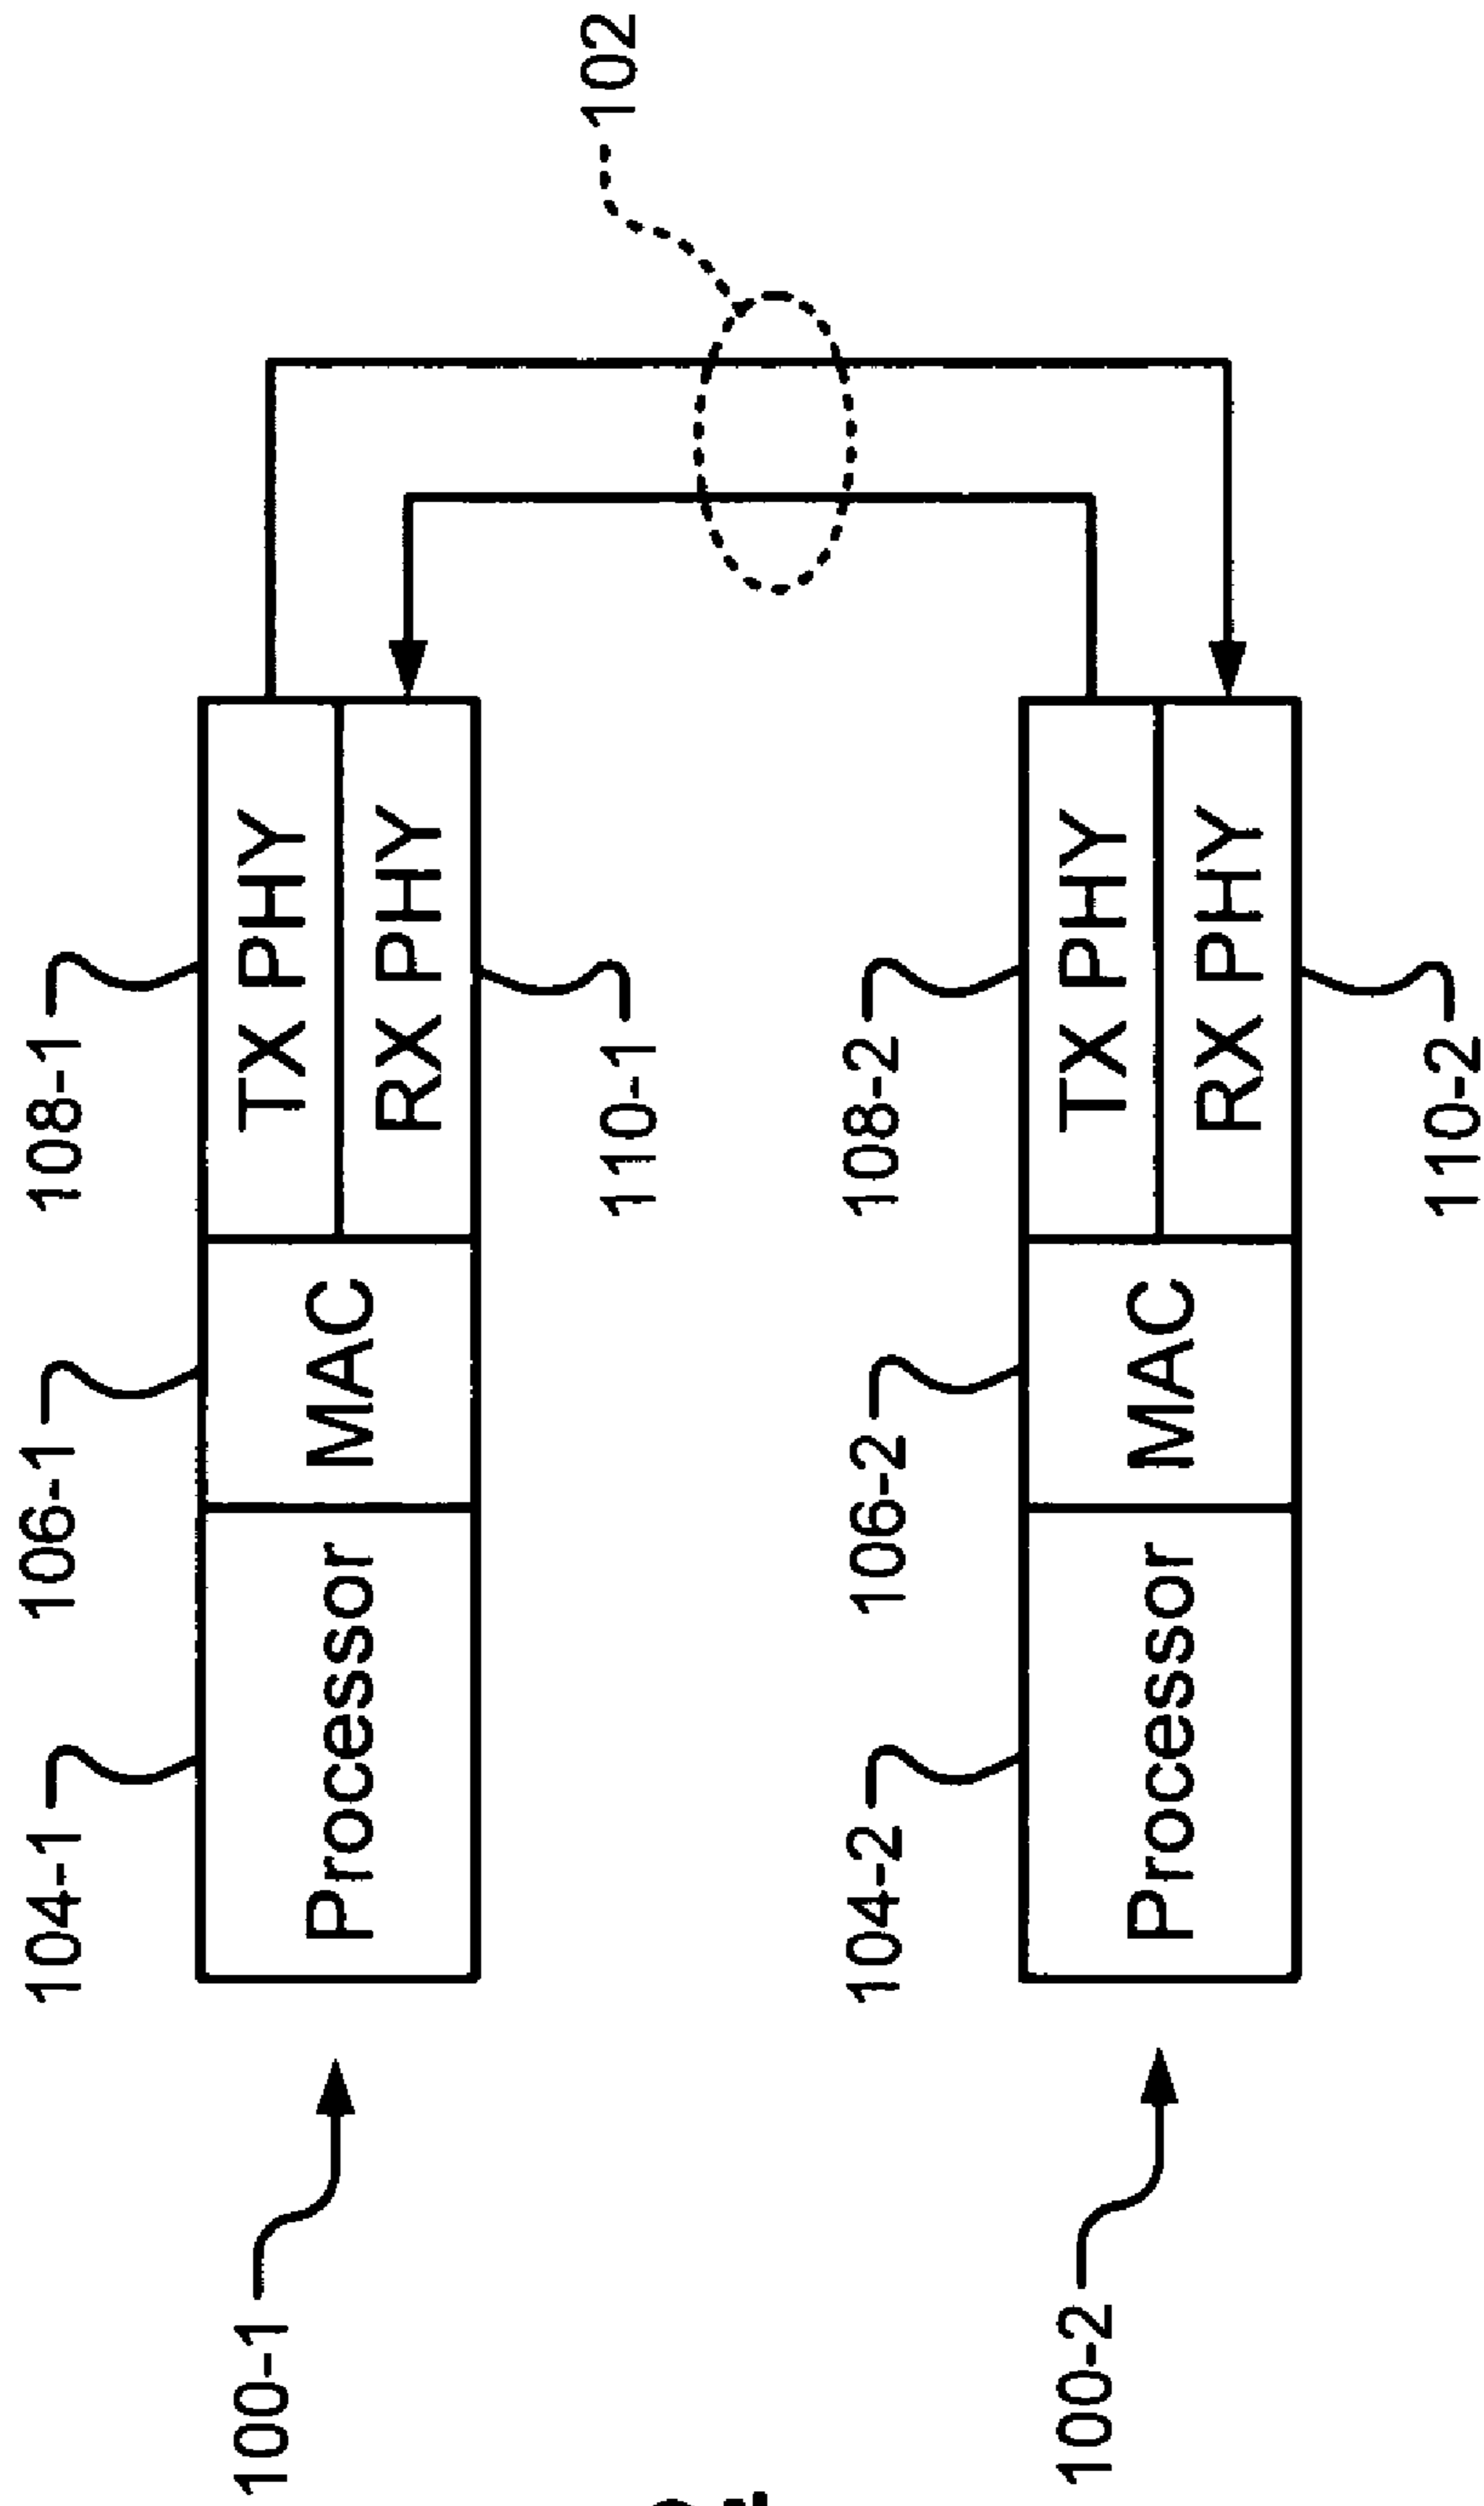 104-1
106-1
108-1
100-1
Processor
MAC
TX PHY
RX PHY
110-1
102
104-2
106-2
108-2
100-2
Processor
MAC
TX PHY
RX PHY
110-2